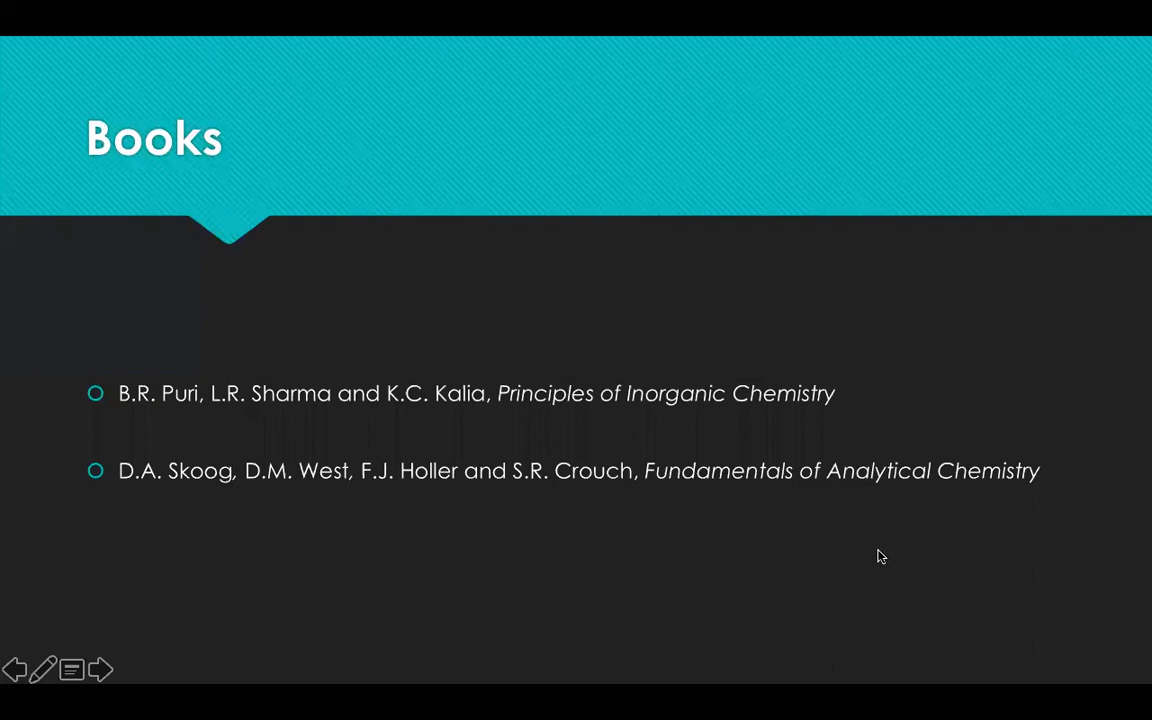 Books
B.R. Puri, L.R. Sharma and K.C. Kalia, Principles of Inorganic Chemistry
D.A. Skoog, D.M. West, F.J. Holler and S.R. Crouch, Fundamentals of Analytical Chemistry